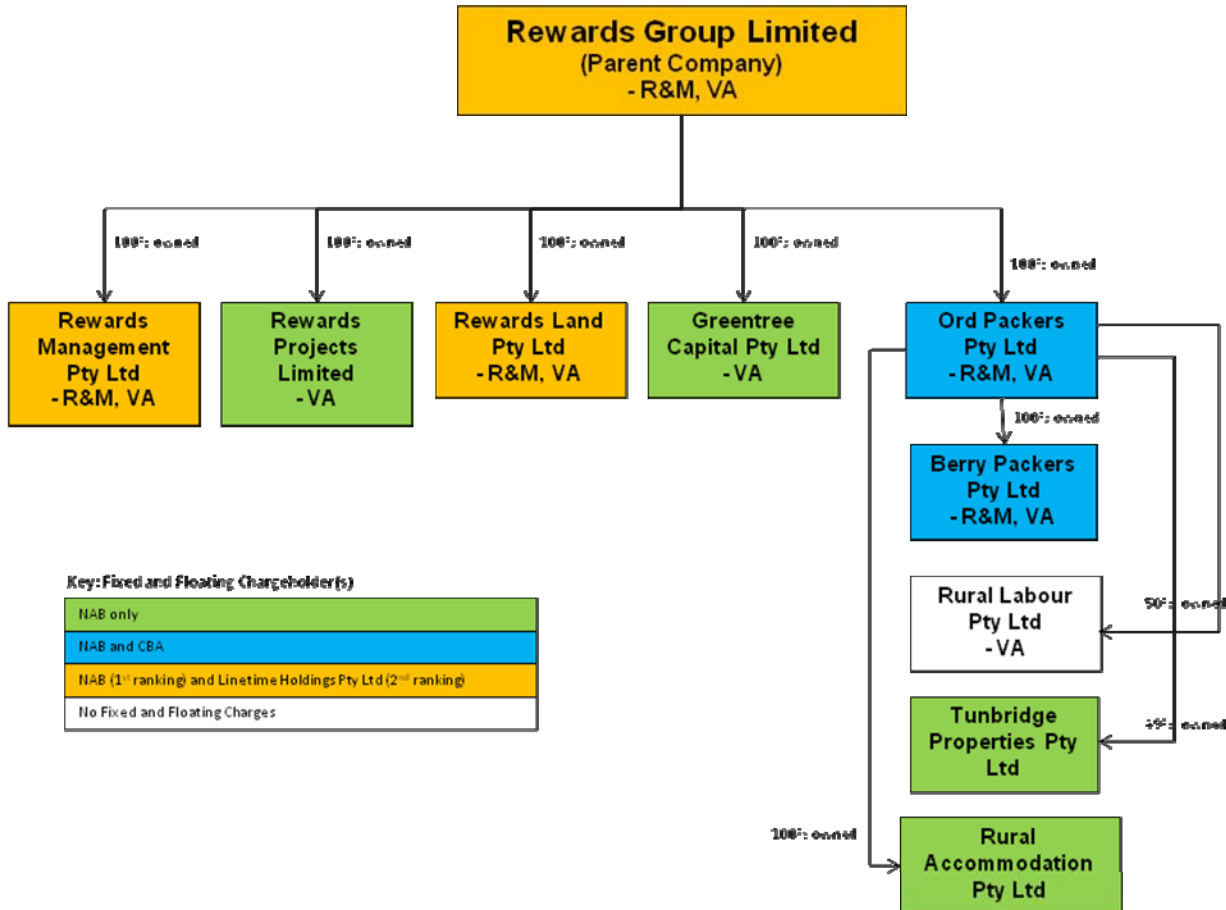 Rewards Group Limited
(Parent Company)
- R&M, VA
100% owned
100% owned
100% owned
100% owned
100% owned
Rewards
Management
Pty Ltd
- R&M, VA
Rewards
Projects
Limited
- VA
Rewards Land
Pty Ltd
- R&M, VA
Greentree
Capital Pty Ltd
- VA
Ord Packers
Pty Ltd
- R&M, VA
100% owned
Berry Packers
Pty Ltd
- R&M, VA
Key: Fixed and Floating Chargeholder(s)
NAB only
NAB and CBA
NAB (1st ranking) and Linetime Holdings Pty Ltd (2nd ranking)
No Fixed and Floating Charges
Rural Labour
Pty Ltd
- VA
50% owned
Tunbridge
Properties Pty
Ltd
owned
100% owned
Rural
Accommodation
Pty Ltd